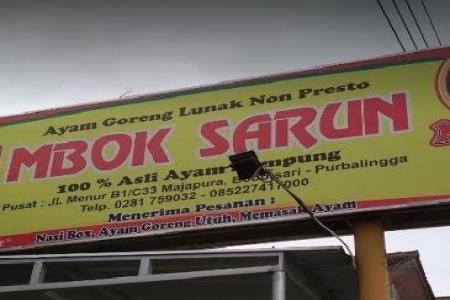 Ayam Goreng Lunak Non Presto
MBOK SARUN
100 % Asli Ayam
Pusat : Jl. Menur B1/C33 Majapura, - Purbalingga
Telp. 0281 759032 -
Menerima Pesanan :
Nasi Box, Ayam Goreng Utuh, Memasak Ayam